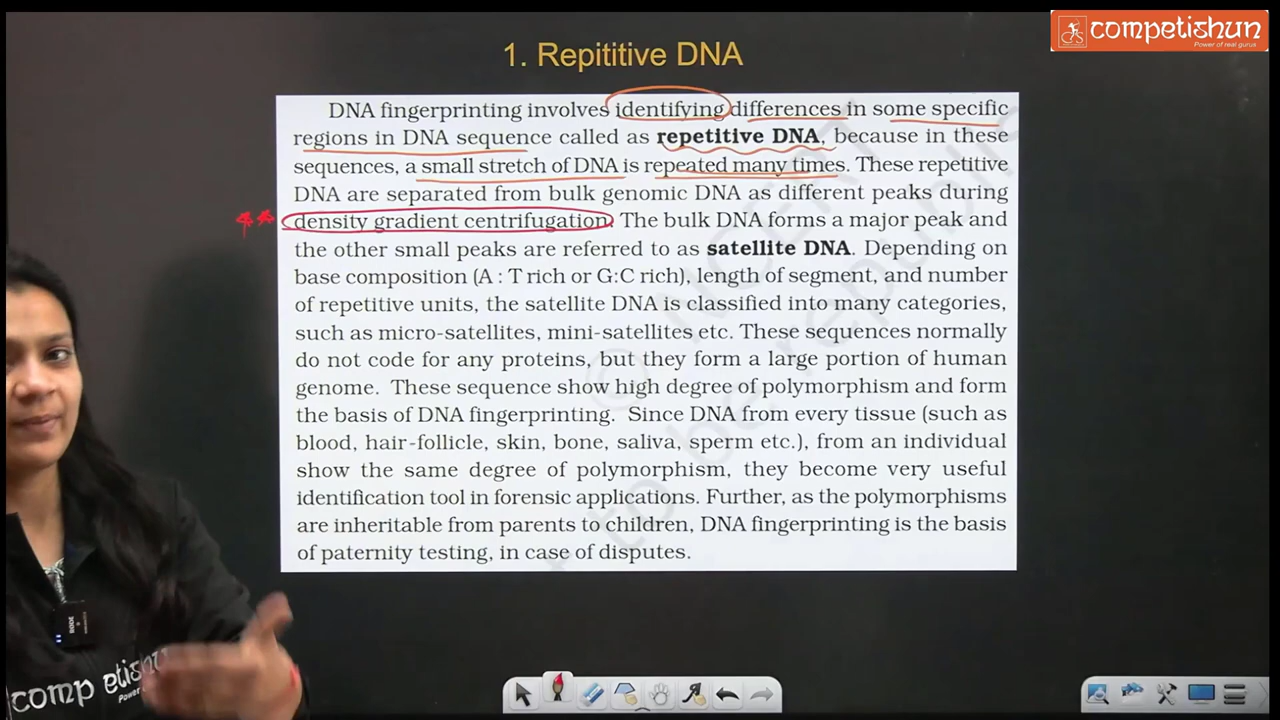 competishun
Power of real gurus
1. Repititive DNA
DNA fingerprinting involves identifying differences in some specific
regions in DNA sequence called as repetitive DNA, because in these
sequences, a small stretch of DNA is repeated many times. These repetitive
DNA are separated from bulk genomic DNA as different peaks during
density gradient centrifugation. The bulk DNA forms a major peak and
the other small peaks are referred to as satellite DNA. Depending on
base composition (A : T rich or G:C rich), length of segment, and number
of repetitive units, the satellite DNA is classified into many categories,
such as micro-satellites, mini-satellites etc. These sequences normally
do not code for any proteins, but they form a large portion of human
genome. These sequence show high degree of polymorphism and form
the basis of DNA fingerprinting. Since DNA from every tissue (such as
blood, hair-follicle, skin, bone, saliva, sperm etc.), from an individual
show the same degree of polymorphism, they become very useful
identification tool in forensic applications. Further, as the polymorphisms
are inheritable from parents to children, DNA fingerprinting is the basis
of paternity testing, in case of disputes.
© NCERT
to be republished
RODE
competishun